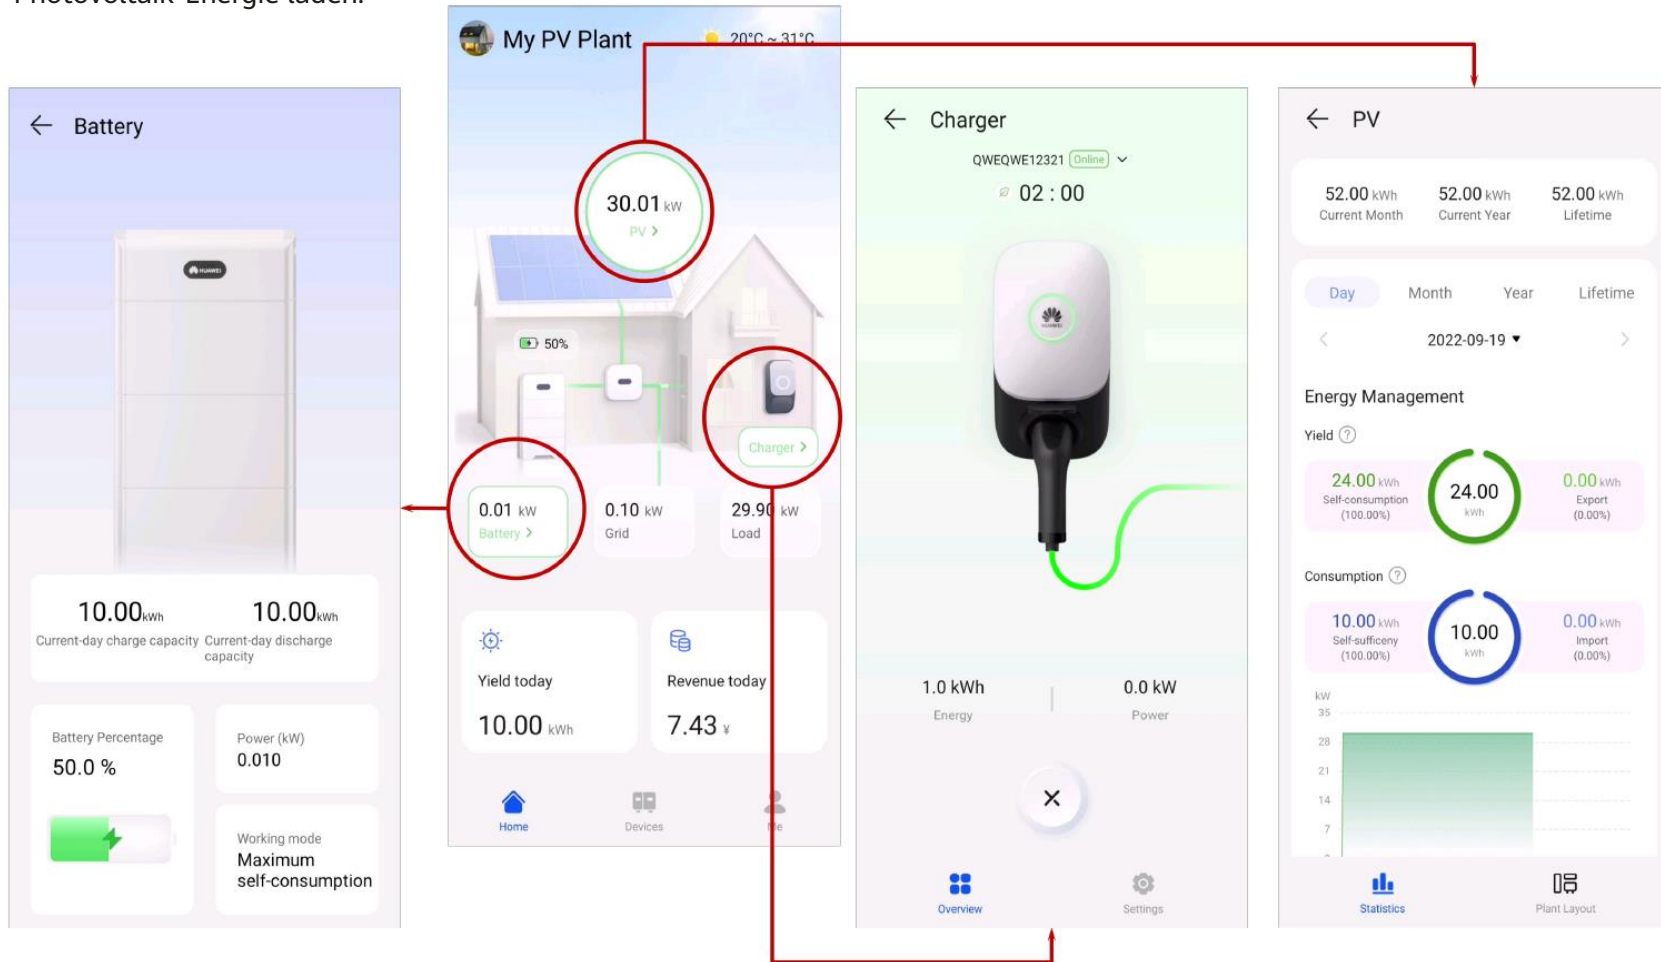 Photovoltaik-Energie laden.
My PV Plant
20°C ~ 31°C
30.01 kW
PV >
50%
Charger >
0.01 kW
Battery >
0.10 kW
Grid
29.90 kW
Load
Yield today
10.00 kWh
Revenue today
7.43 ¥
Home
Devices
Me
Battery
HUAWEI
10.00kWh
Current-day charge capacity
10.00kWh
Current-day discharge
capacity
Battery Percentage
50.0 %
Power (kW)
0.010
Working mode
Maximum
self-consumption
Charger
QWEQWE12321 Online
02 : 00
HUAWEI
1.0 kWh
Energy
0.0 kW
Power
Overview
Settings
PV
52.00 kWh
Current Month
52.00 kWh
Current Year
52.00 kWh
Lifetime
Day Month Year Lifetime
< 2022-09-19 ▼ >
Energy Management
Yield ?
24.00 kWh
Self-consumption
(100.00%)
24.00
kWh
0.00 kWh
Export
(0.00%)
Consumption ?
10.00 kWh
Self-sufficeny
(100.00%)
10.00
kWh
0.00 kWh
Import
(0.00%)
kW
35
28
21
14
7
Statistics
Plant Layout